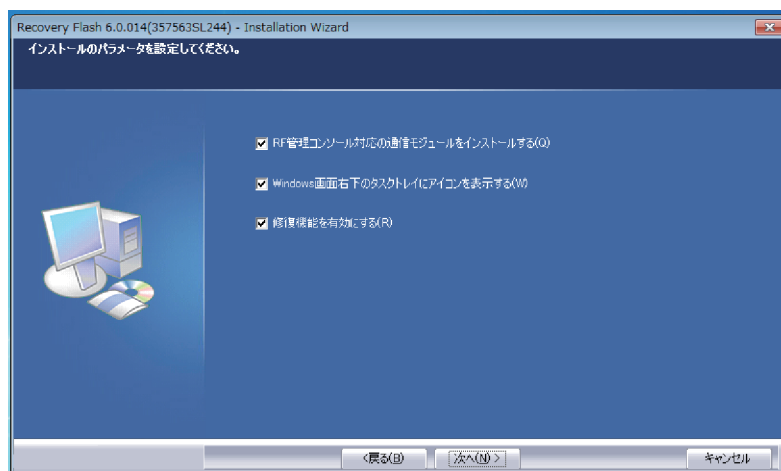 Recovery Flash 6.0.014(357563SL244) - Installation Wizard
インストールのパラメータを設定してください。
RF管理コンソール対応の通信モジュールをインストールする(Q)
Windows画面右下のタスクトレイにアイコンを表示する(W)
修復機能を有効にする(R)
<戻る(B) 次へ(N) > キャンセル